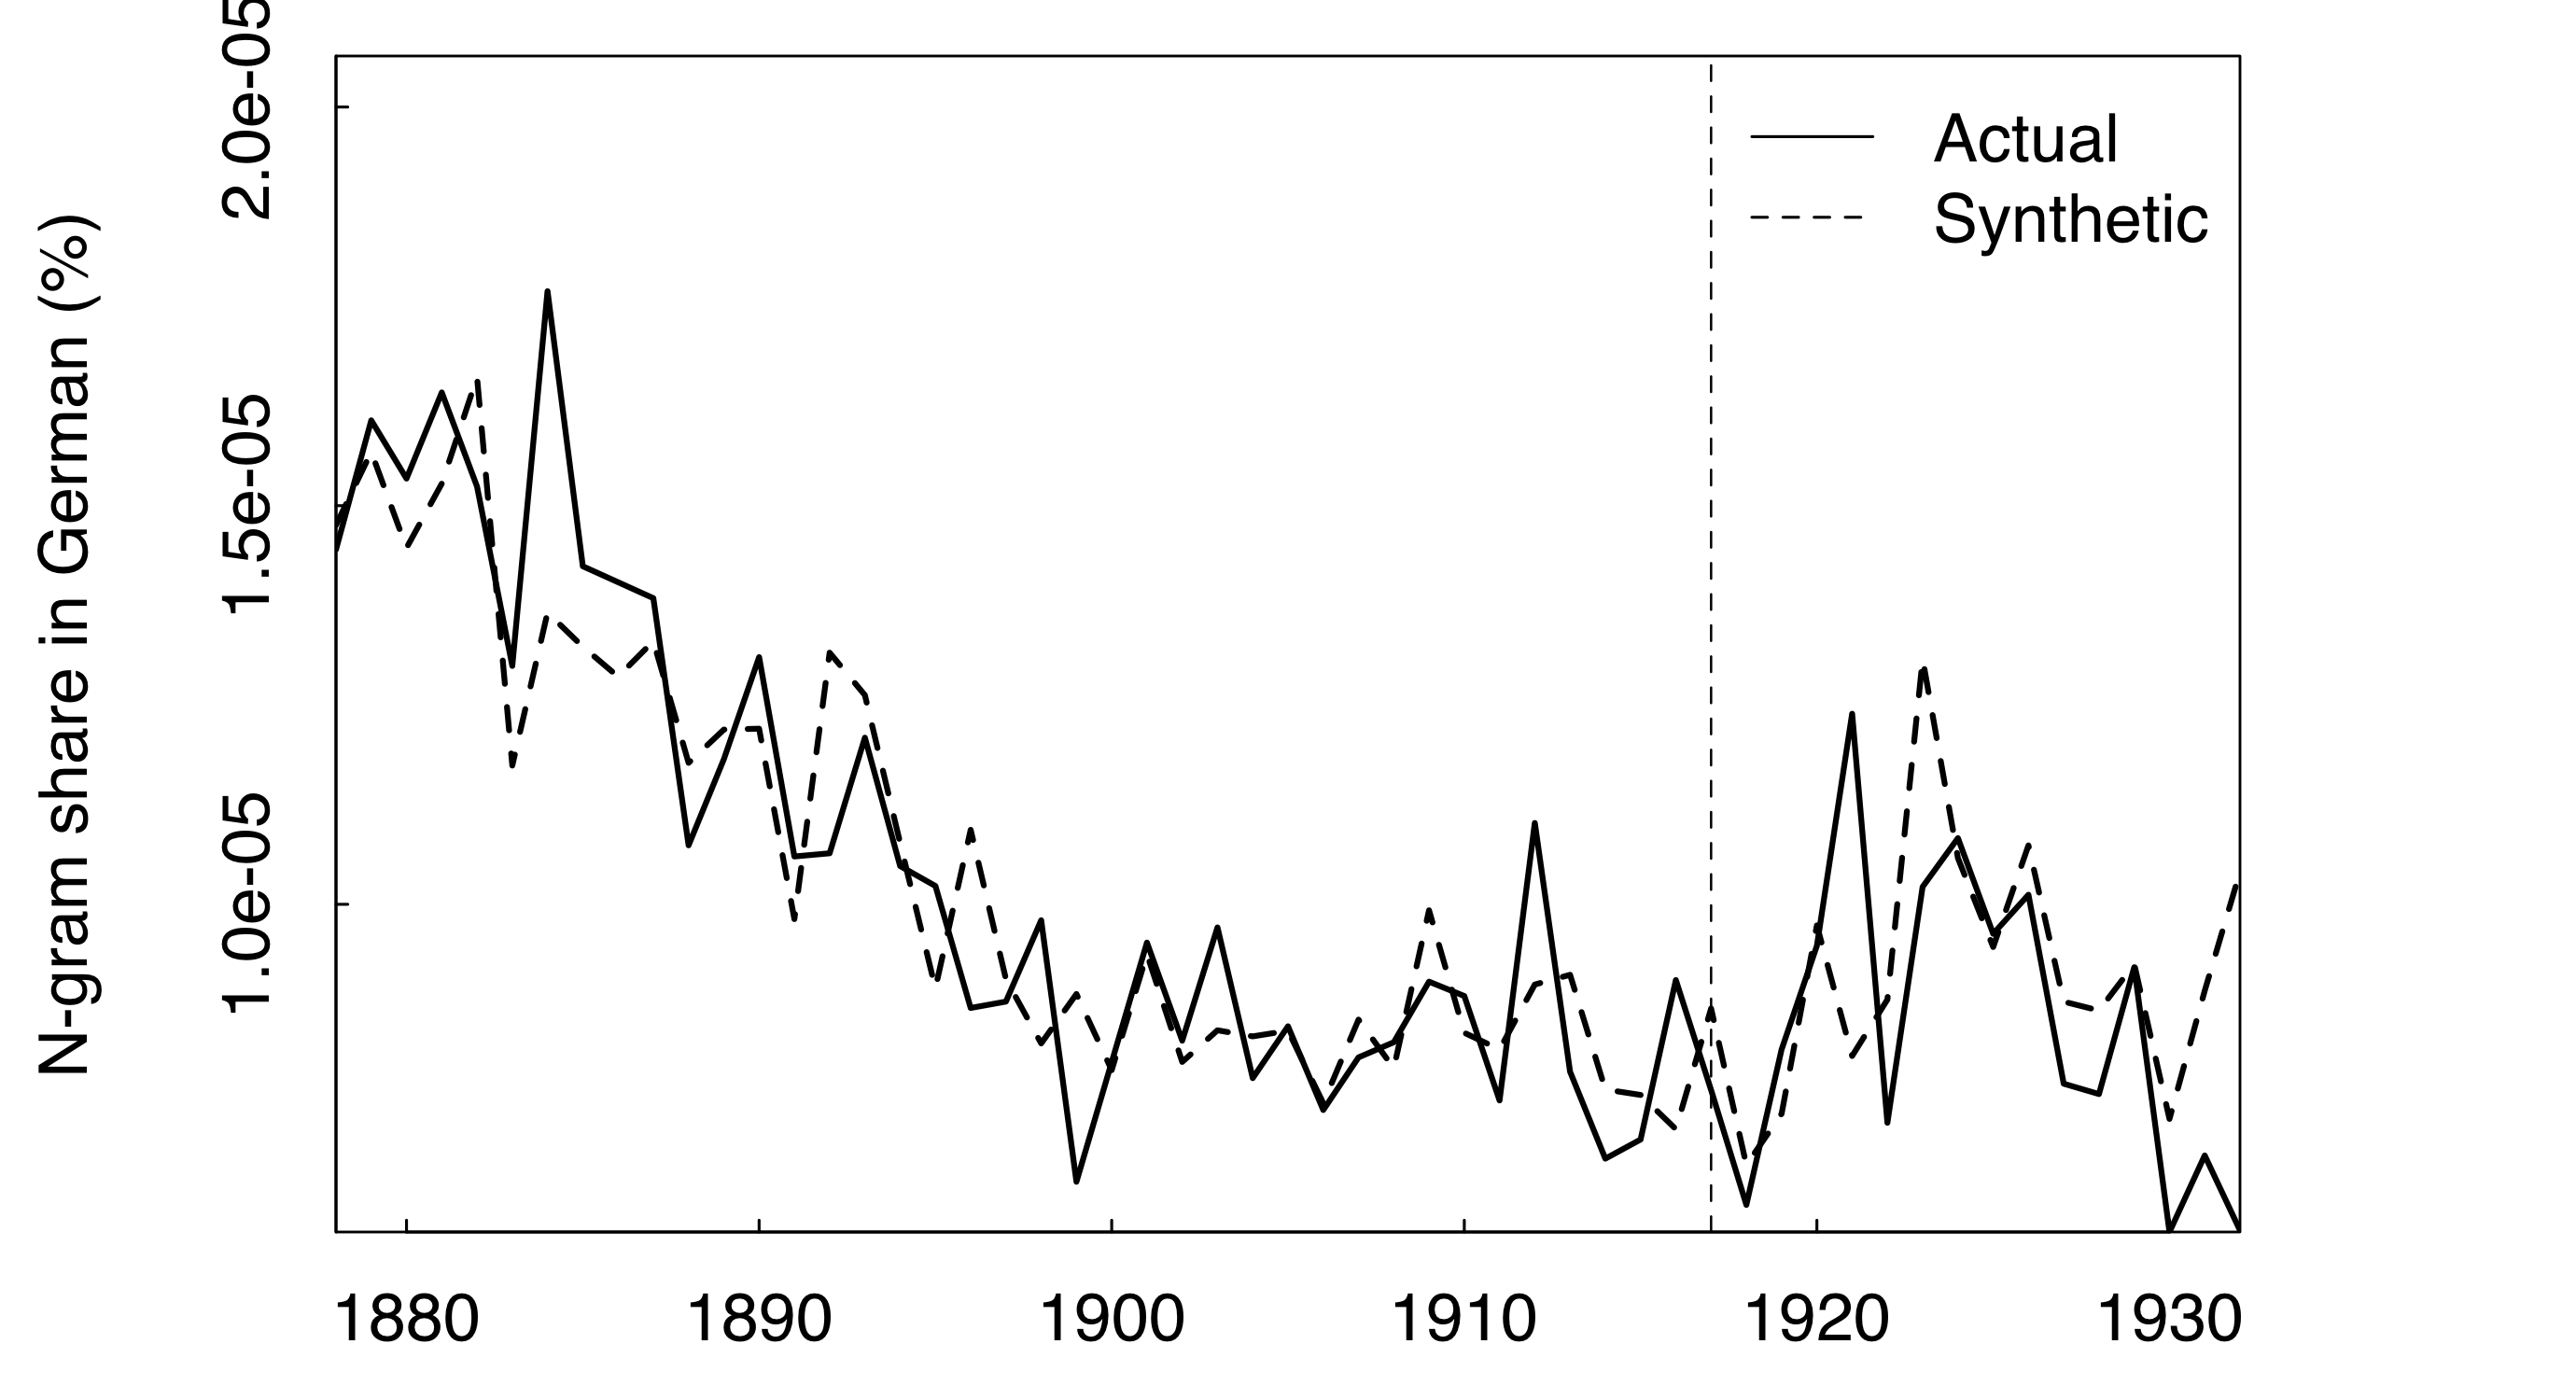 N-gram share in German (%)
2.0e-05
1.5e-05
1.0e-05
Actual
Synthetic
1880 1890 1900 1910 1920 1930